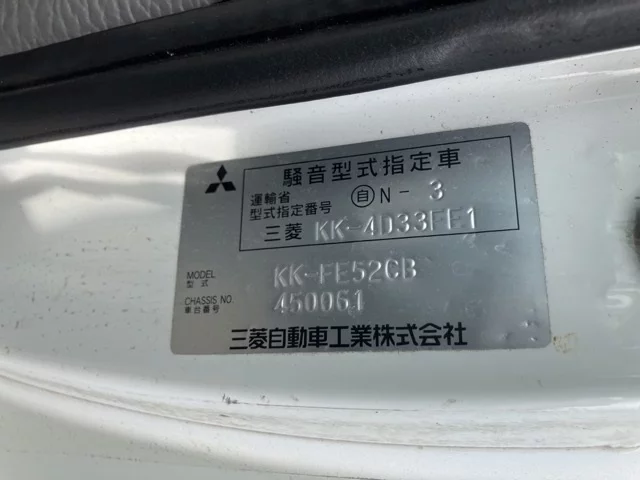 騒音型式指定車
運輸省
型式指定番号 自N-3
三菱 KK-4D33FE1
MODEL
型式 KK-FE52CB
CHASSIS NO.
車台番号 450061
三菱自動車工業株式会社